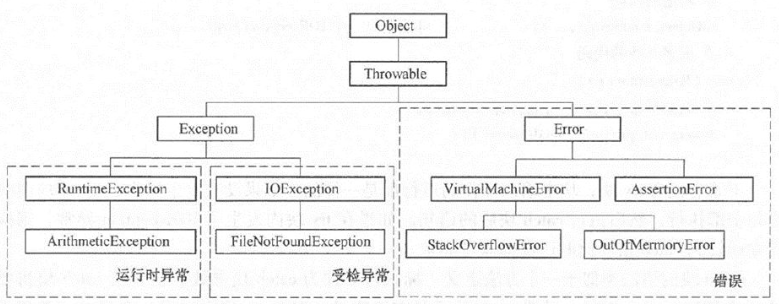 Object
Throwable
Exception
Error
RuntimeException
IOException
VirtualMachineError
AssertionError
ArithmeticException
FileNotFoundException
StackOverflowError
OutOfMermoryError
运行时异常
受检异常
错误